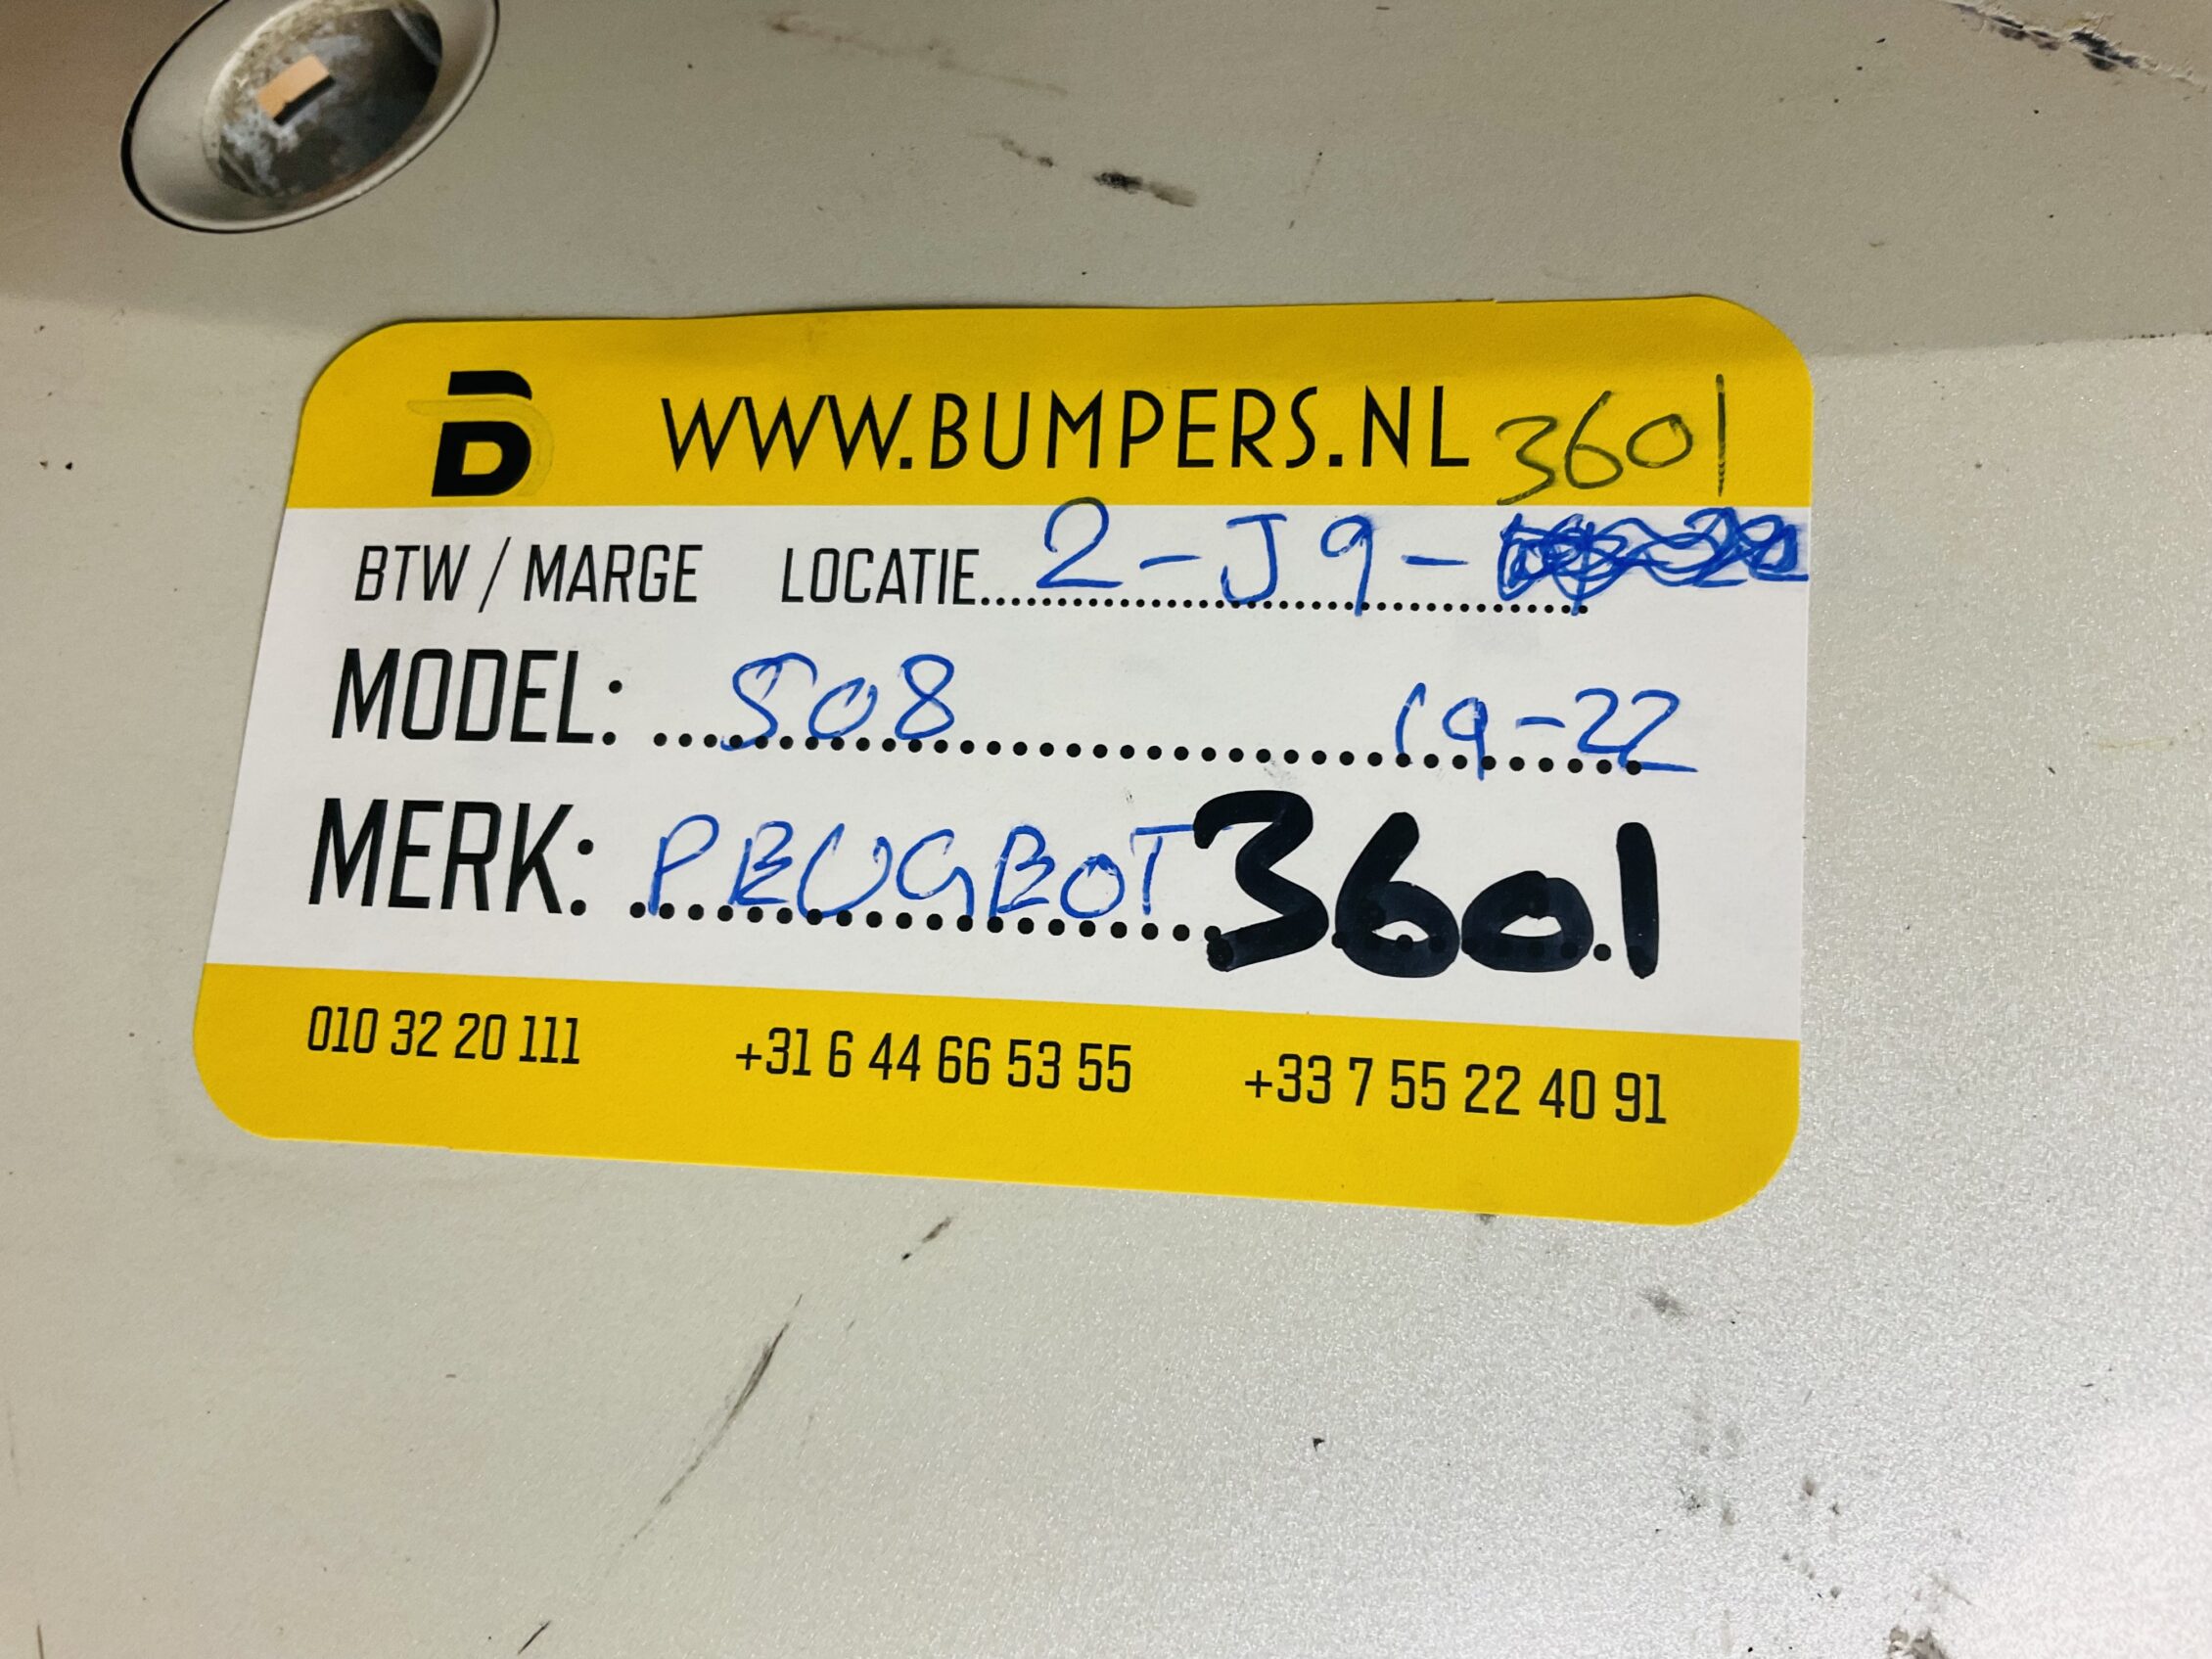 WWW.BUMPERS.NL 3601
BTW / MARGE LOCATIE........ 2-J9-
MODEL: ... 508 19-22
MERK: PEUGEOT 3601
010 32 20 111 +31 6 44 66 53 55 +33 7 55 22 40 91